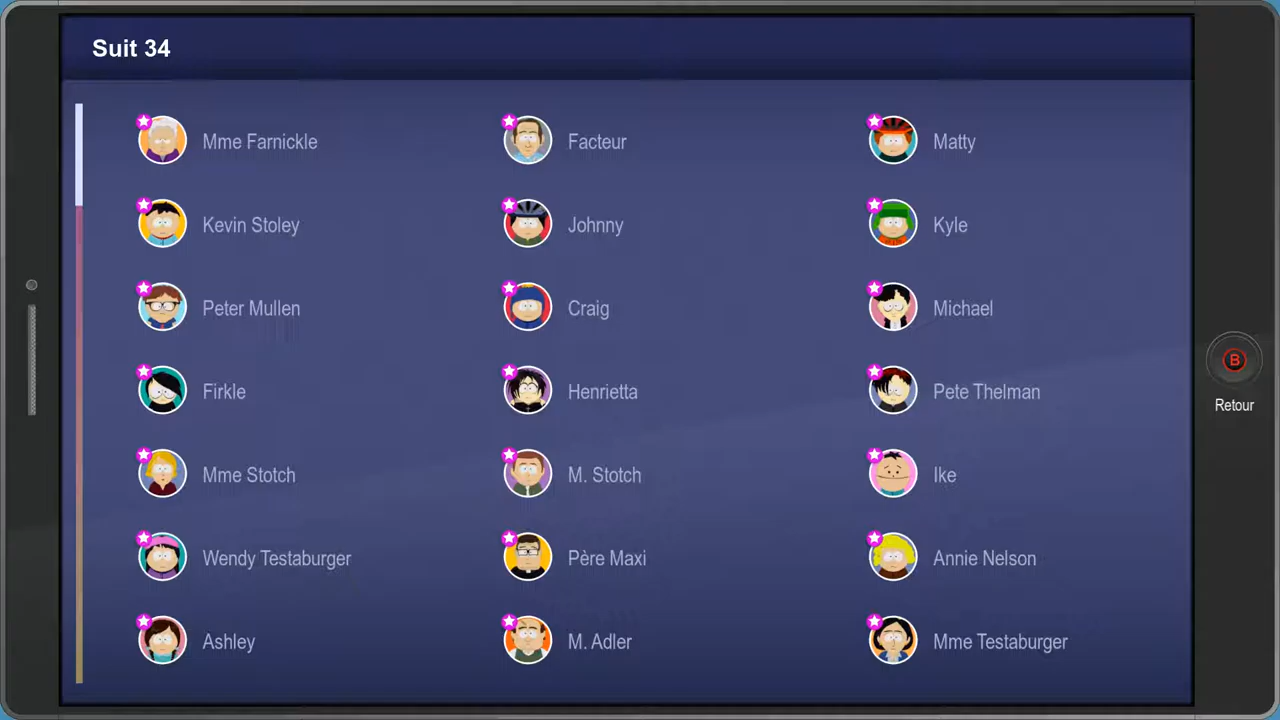 Suit 34
Mme Farnickle
Facteur
Matty
Kevin Stoley
Johnny
Kyle
Peter Mullen
Craig
Michael
Firkle
Henrietta
Pete Thelman
Mme Stotch
M. Stotch
Ike
Wendy Testaburger
Père Maxi
Annie Nelson
Ashley
M. Adler
Mme Testaburger
B
Retour